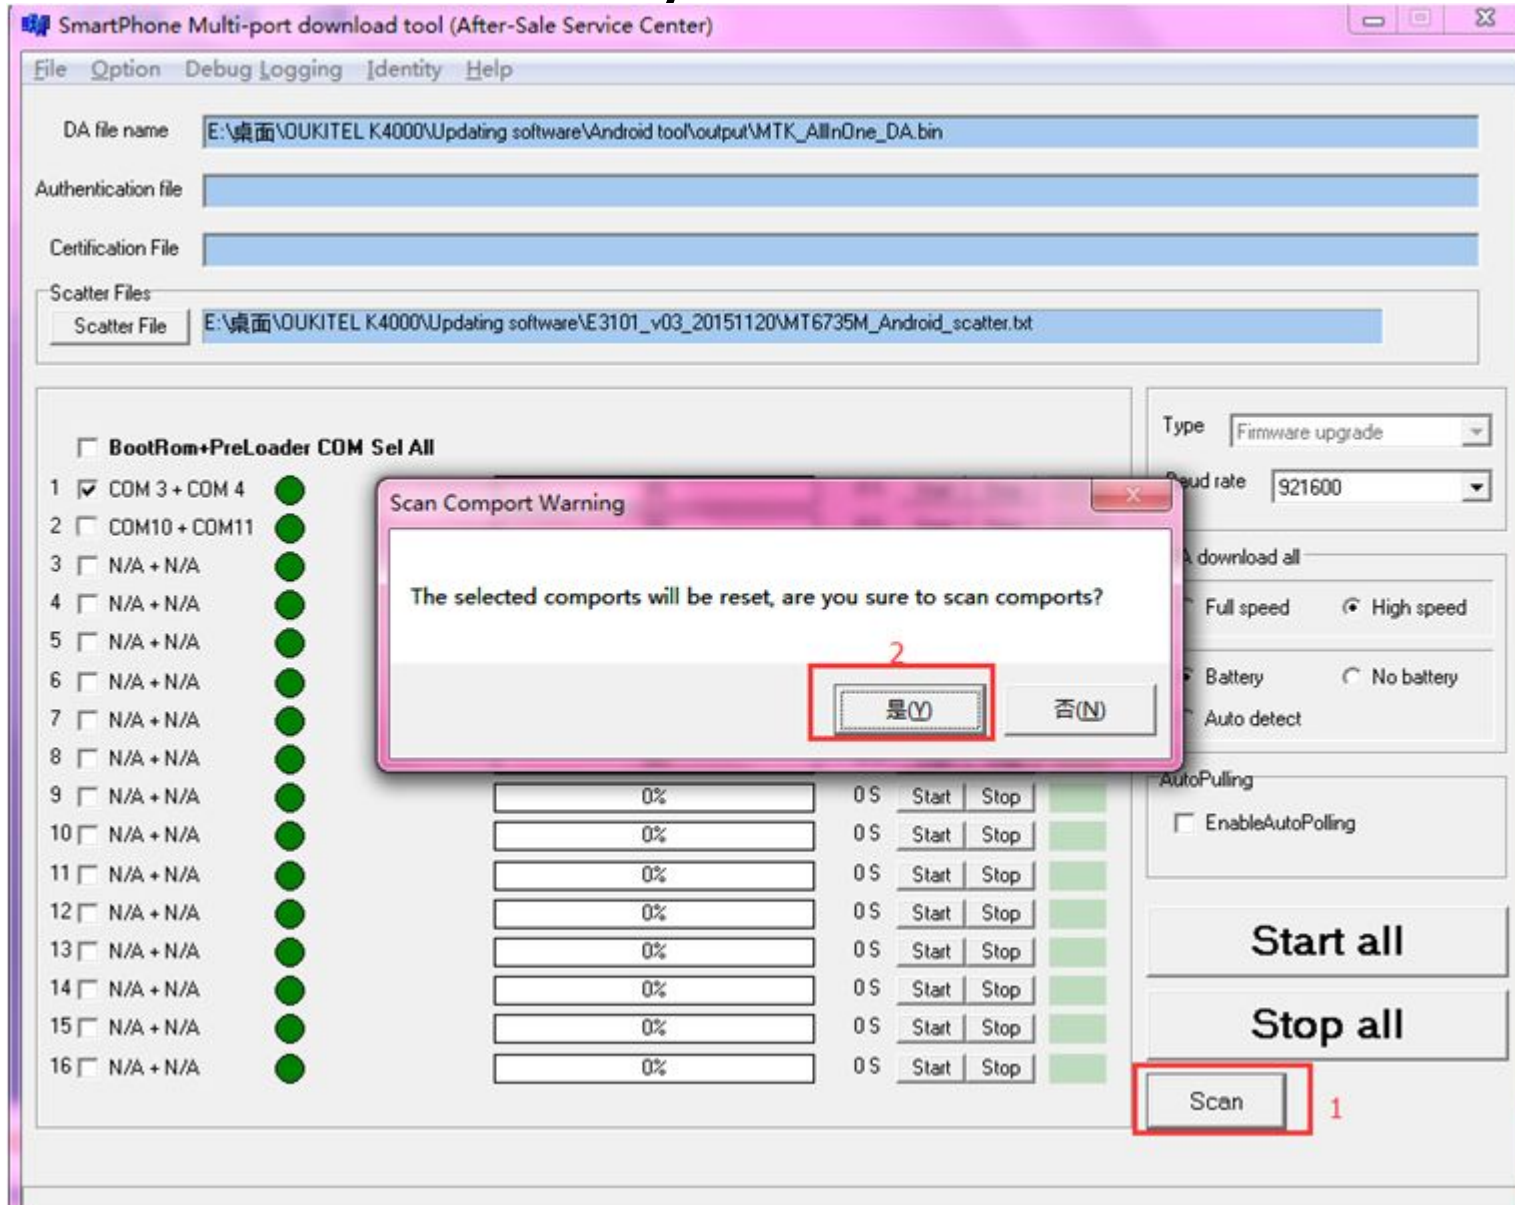 SmartPhone Multi-port download tool (After-Sale Service Center)
File Option Debug Logging Identity Help
DA file name E:\桌面\OUKITEL K4000\Updating software\Android tool\output\MTK_AllInOne_DA.bin
Authentication file
Certification File
Scatter Files
Scatter File E:\桌面\OUKITEL K4000\Updating software\E3101_v03_20151120\MT6735M_Android_scatter.txt
BootRom+PreLoader COM Sel All
Type Firmware upgrade
1 COM 3 + COM 4
Baud rate 921600
Scan Comport Warning
2 COM10 + COM11
3 N/A + N/A
download all
The selected comports will be reset, are you sure to scan comports?
4 N/A + N/A
Full speed High speed
5 N/A + N/A
2
6 N/A + N/A
Battery No battery
是(Y) 否(N)
7 N/A + N/A
Auto detect
8 N/A + N/A
AutoPulling
9 N/A + N/A 0% 0 S Start Stop
EnableAutoPolling
10 N/A + N/A 0% 0 S Start Stop
11 N/A + N/A 0% 0 S Start Stop
12 N/A + N/A 0% 0 S Start Stop
Start all
13 N/A + N/A 0% 0 S Start Stop
14 N/A + N/A 0% 0 S Start Stop
15 N/A + N/A 0% 0 S Start Stop
Stop all
16 N/A + N/A 0% 0 S Start Stop
Scan 1